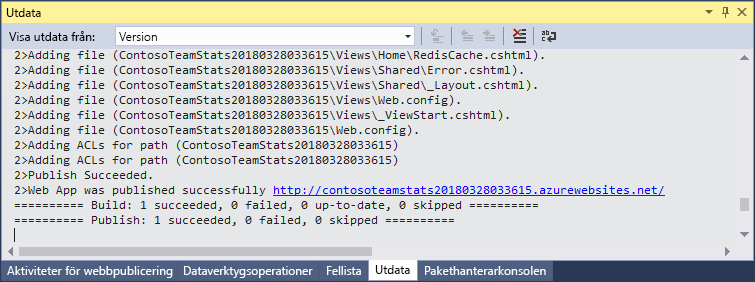 Utdata
Visa utdata från: Version
2>Adding file (ContosoTeamStats20180328033615\Views\Home\RedisCache.cshtml).
2>Adding file (ContosoTeamStats20180328033615\Views\Shared\Error.cshtml).
2>Adding file (ContosoTeamStats20180328033615\Views\Shared\_Layout.cshtml).
2>Adding file (ContosoTeamStats20180328033615\Views\Web.config).
2>Adding file (ContosoTeamStats20180328033615\Views\_ViewStart.cshtml).
2>Adding file (ContosoTeamStats20180328033615\Web.config).
2>Adding ACLs for path (ContosoTeamStats20180328033615)
2>Adding ACLs for path (ContosoTeamStats20180328033615)
2>Publish Succeeded.
2>Web App was published successfully http://contosoteamstats20180328033615.azurewebsites.net/
========== Build: 1 succeeded, 0 failed, 0 up-to-date, 0 skipped ==========
========== Publish: 1 succeeded, 0 failed, 0 skipped ==========
Aktiviteter för webbpublicering Dataverktygsoperationer Fellista Utdata Pakethanterarkonsolen